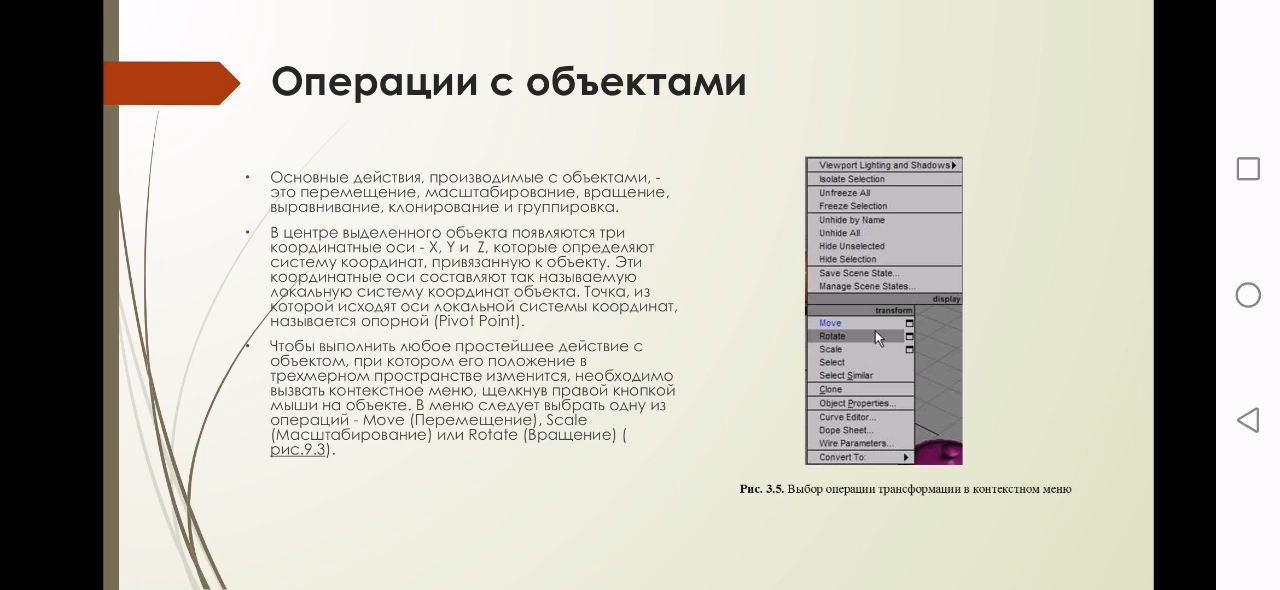 Операции с объектами
Основные действия, производимые с объектами, -
это перемещение, масштабирование, вращение,
выравнивание, клонирование и группировка.
В центре выделенного объекта появляются три
координатные оси - X, Y и Z, которые определяют
систему координат, привязанную к объекту. Эти
координатные оси составляют так называемую
локальную систему координат объекта. Точка, из
которой исходят оси локальной системы координат,
называется опорной (Pivot Point).
Чтобы выполнить любое простейшее действие с
объектом, при котором его положение в
трехмерном пространстве изменится, необходимо
вызвать контекстное меню, щелкнув правой кнопкой
мыши на объекте. В меню следует выбрать одну из
операций - Move (Перемещение), Scale
(Масштабирование) или Rotate (Вращение) (
рис.9.3).
Viewport Lighting and Shadows
Isolate Selection
Unfreeze All
Freeze Selection
Unhide by Name
Unhide All
Hide Unselected
Hide Selection
Save Scene State...
Manage Scene States...
display
transform
Move
Rotate
Scale
Select
Select Similar
Clone
Object Properties...
Curve Editor...
Dope Sheet...
Wire Parameters...
Convert To:
Рис. 3.5. Выбор операции трансформации в контекстном меню